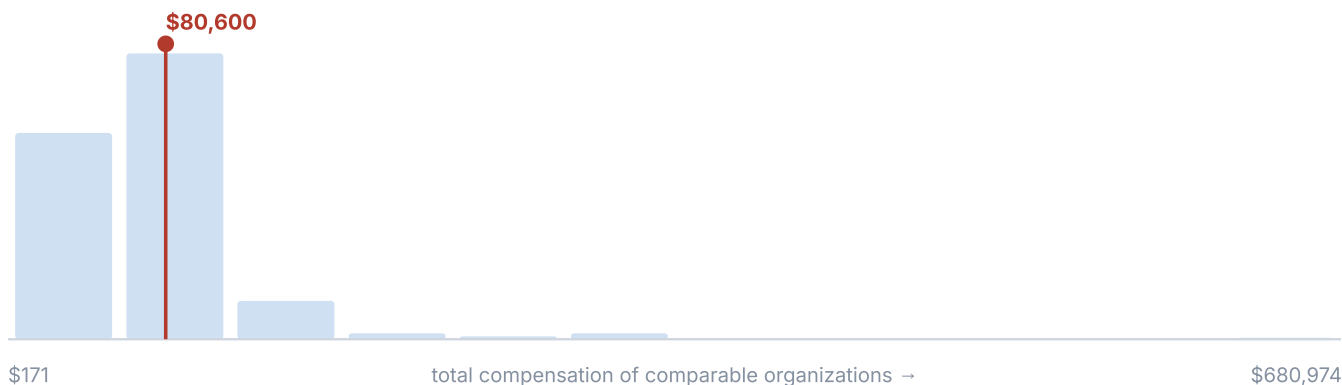 $80,600
$171
total compensation of comparable organizations →
$680,974